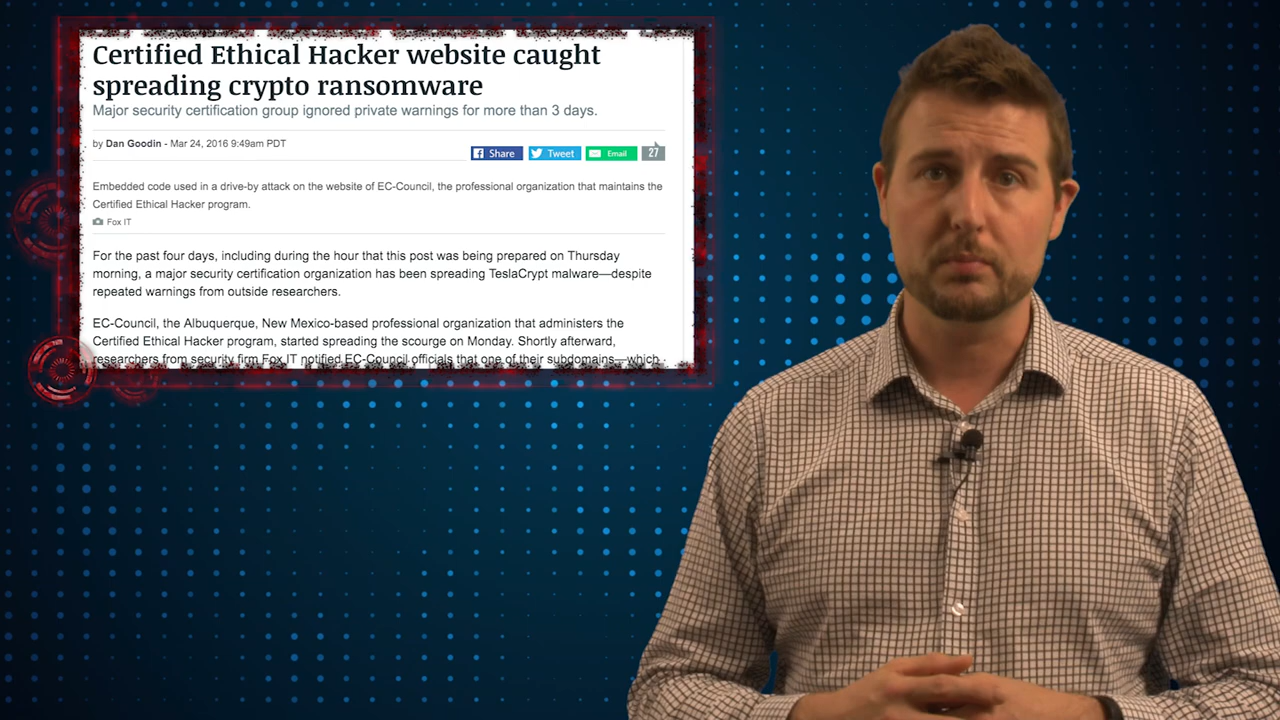 Certified Ethical Hacker website caught
spreading crypto ransomware
Major security certification group ignored private warnings for more than 3 days.
by Dan Goodin - Mar 24, 2016 9:49am PDT
Share Tweet Email 27
Embedded code used in a drive-by attack on the website of EC-Council, the professional organization that maintains the
Certified Ethical Hacker program.
Fox IT
For the past four days, including during the hour that this post was being prepared on Thursday
morning, a major security certification organization has been spreading TeslaCrypt malware—despite
repeated warnings from outside researchers.
EC-Council, the Albuquerque, New Mexico-based professional organization that administers the
Certified Ethical Hacker program, started spreading the scourge on Monday. Shortly afterward,
researchers from security firm Fox IT notified EC-Council officials that one of their subdomains—which